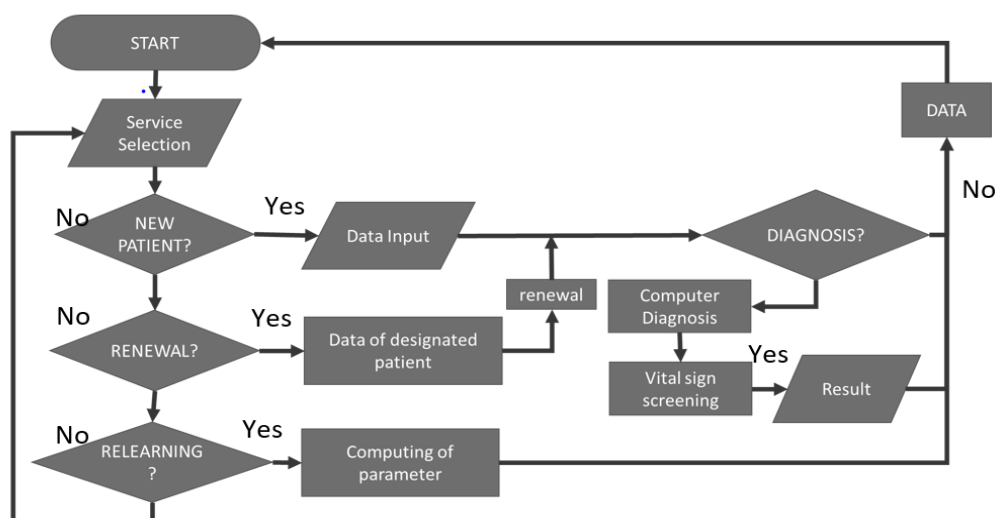 START
Service
Selection
DATA
No
No
Yes
NEW
PATIENT?
Data Input
DIAGNOSIS?
renewal
Computer
Diagnosis
No
Yes
RENEWAL?
Data of designated
patient
Yes
Vital sign
screening
Result
No
Yes
RELEARNING
?
Computing of
parameter